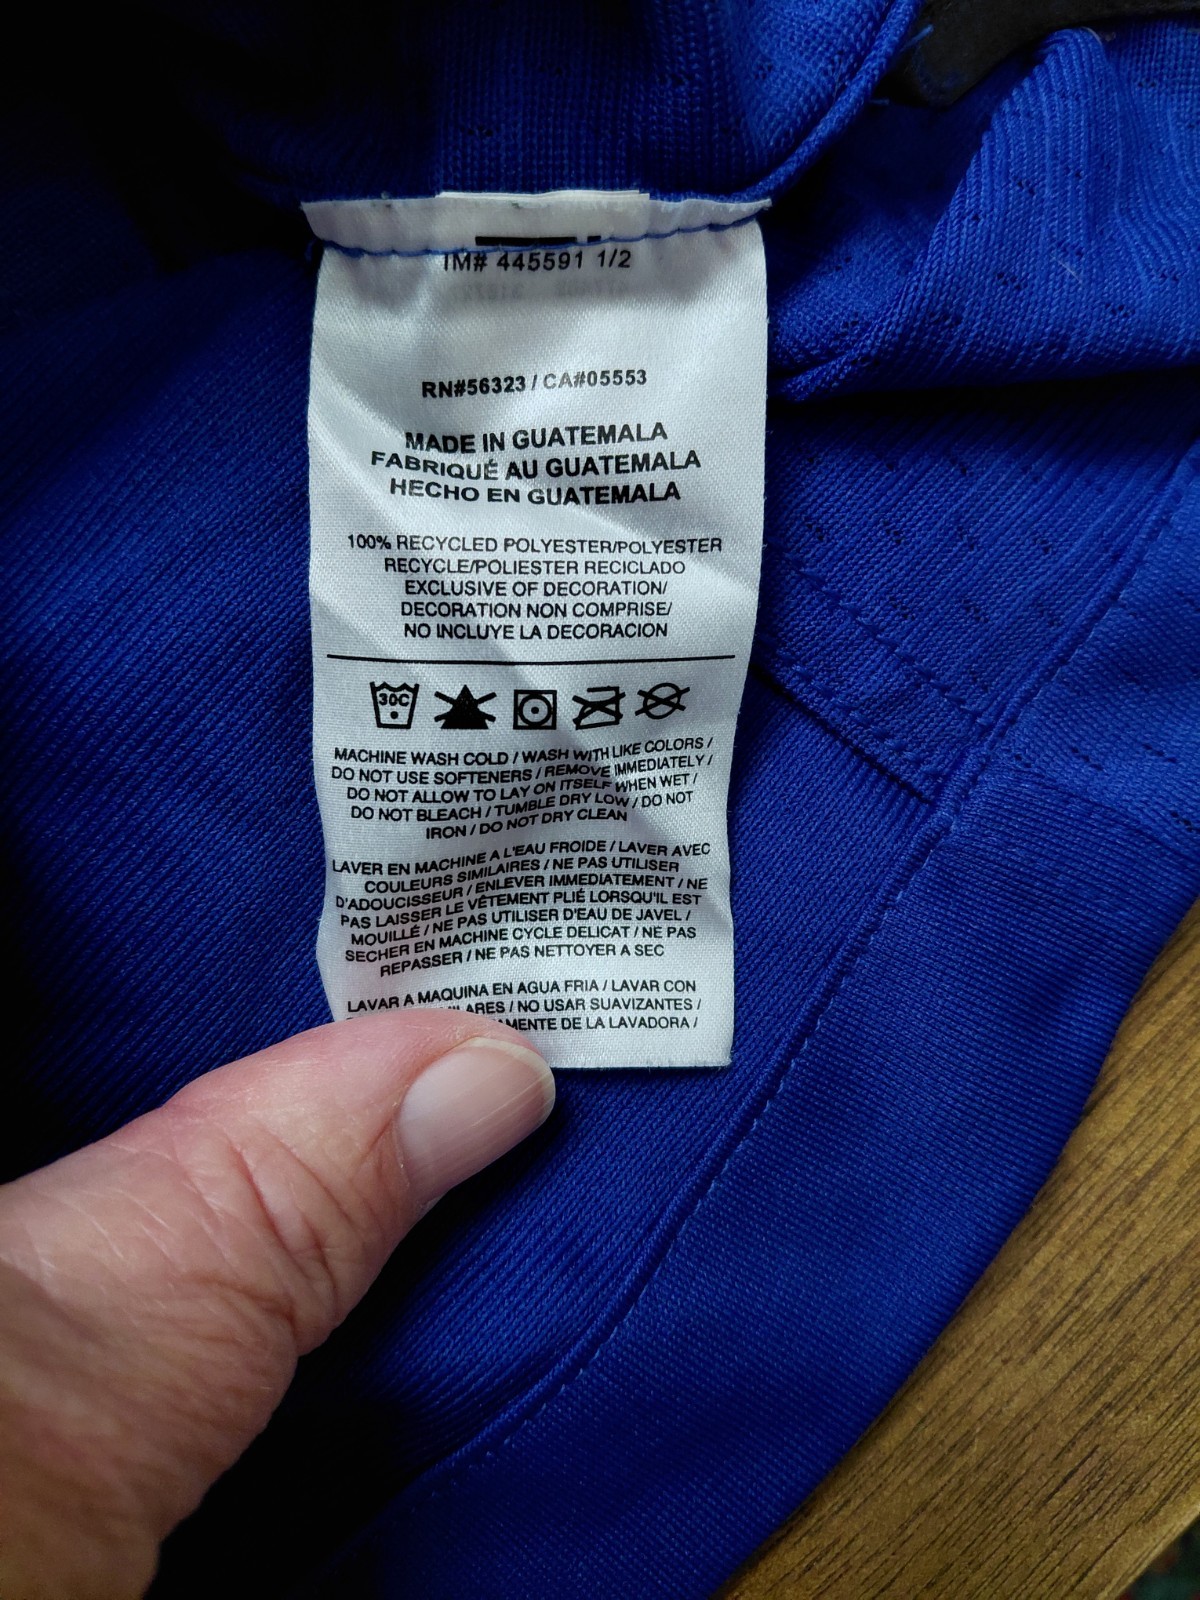 IM# 445591 1/2
RN#56323 / CA#05553
MADE IN GUATEMALA
FABRIQUÉ AU GUATEMALA
HECHO EN GUATEMALA
100% RECYCLED POLYESTER/POLYESTER
RECYCLE/POLIESTER RECICLADO
EXCLUSIVE OF DECORATION/
DECORATION NON COMPRISE/
NO INCLUYE LA DECORACION
30C
MACHINE WASH COLD / WASH WITH LIKE COLORS /
DO NOT USE SOFTENERS / REMOVE IMMEDIATELY /
DO NOT ALLOW TO LAY ON ITSELF WHEN WET /
DO NOT BLEACH / TUMBLE DRY LOW / DO NOT
IRON / DO NOT DRY CLEAN
LAVER EN MACHINE A L'EAU FROIDE / LAVER AVEC
COULEURS SIMILAIRES / NE PAS UTILISER
D'ADOUCISSEUR / ENLEVER IMMEDIATEMENT / NE
PAS LAISSER LE VÊTEMENT PLIÉ LORSQU'IL EST
MOUILLÉ / NE PAS UTILISER D'EAU DE JAVEL /
SECHER EN MACHINE CYCLE DELICAT / NE PAS
REPASSER / NE PAS NETTOYER A SEC
LAVAR A MAQUINA EN AGUA FRIA / LAVAR CON
/ NO USAR SUAVIZANTES /
DE LA LAVADORA /